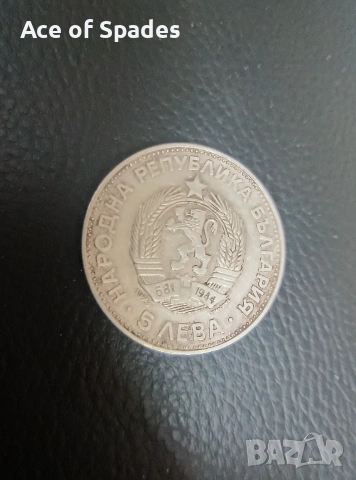 Ace of Spades
НАРОДНА РЕПУБЛИКА БЪЛГАРИЯ
681 1944
· 5 ЛЕВА ·
BAZAR